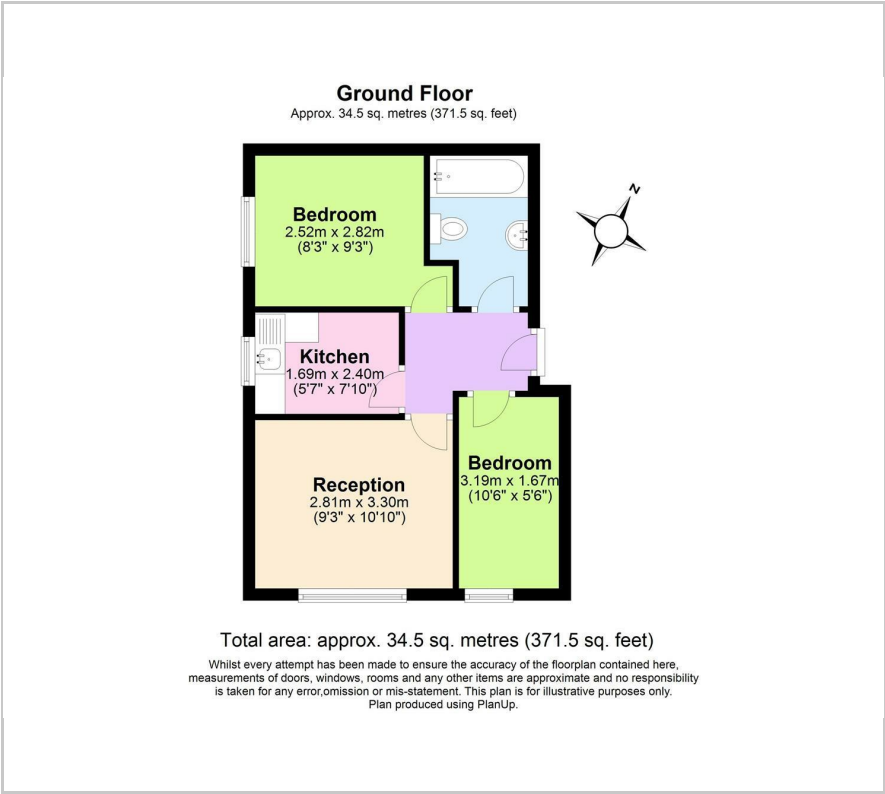 Ground Floor
Approx. 34.5 sq. metres (371.5 sq. feet)
N
Bedroom
2.52m x 2.82m
(8'3" x 9'3")
Kitchen
1.69m x 2.40m
(5'7" x 7'10")
Reception
2.81m x 3.30m
(9'3" x 10'10")
Bedroom
3.19m x 1.67m
(10'6" x 5'6")
Total area: approx. 34.5 sq. metres (371.5 sq. feet)
Whilst every attempt has been made to ensure the accuracy of the floorplan contained here,
measurements of doors, windows, rooms and any other items are approximate and no responsibility
is taken for any error,omission or mis-statement. This plan is for illustrative purposes only.
Plan produced using PlanUp.